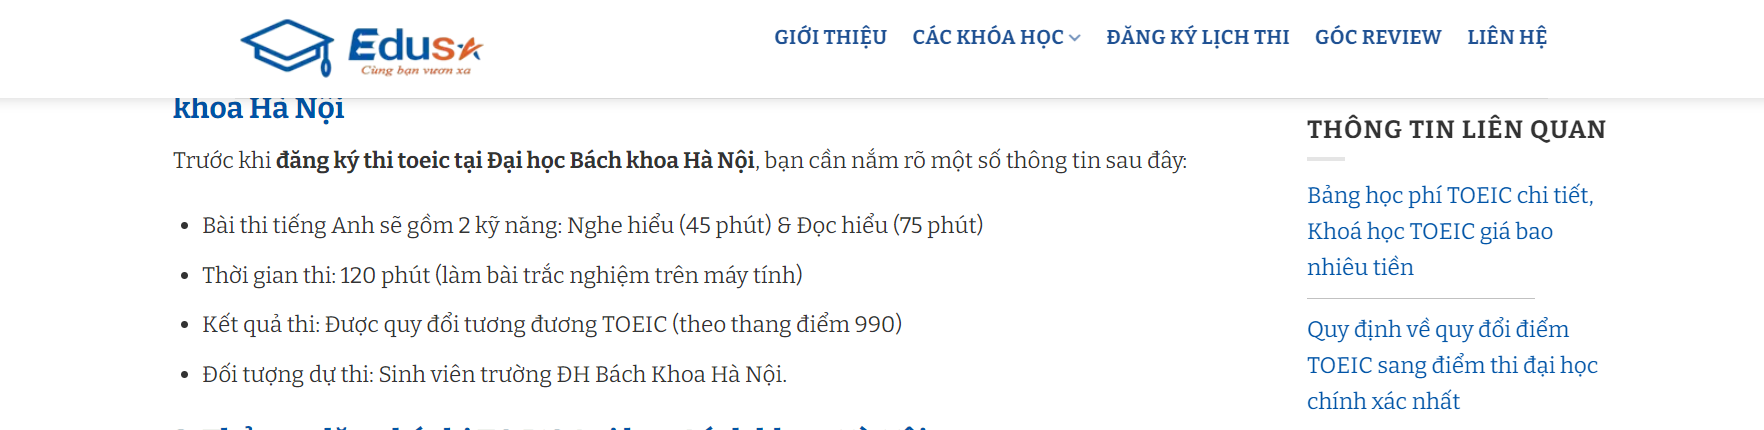 Edusa
Cùng bạn vươn xa
GIỚI THIỆU CÁC KHÓA HỌC ĐĂNG KÝ LỊCH THI GÓC REVIEW LIÊN HỆ
khoa Hà Nội
Trước khi đăng ký thi toeic tại Đại học Bách khoa Hà Nội, bạn cần nắm rõ một số thông tin sau đây:
• Bài thi tiếng Anh sẽ gồm 2 kỹ năng: Nghe hiểu (45 phút) & Đọc hiểu (75 phút)
• Thời gian thi: 120 phút (làm bài trắc nghiệm trên máy tính)
• Kết quả thi: Được quy đổi tương đương TOEIC (theo thang điểm 990)
• Đối tượng dự thi: Sinh viên trường ĐH Bách Khoa Hà Nội.
THÔNG TIN LIÊN QUAN
Bảng học phí TOEIC chi tiết,
Khoá học TOEIC giá bao
nhiêu tiền
Quy định về quy đổi điểm
TOEIC sang điểm thi đại học
chính xác nhất